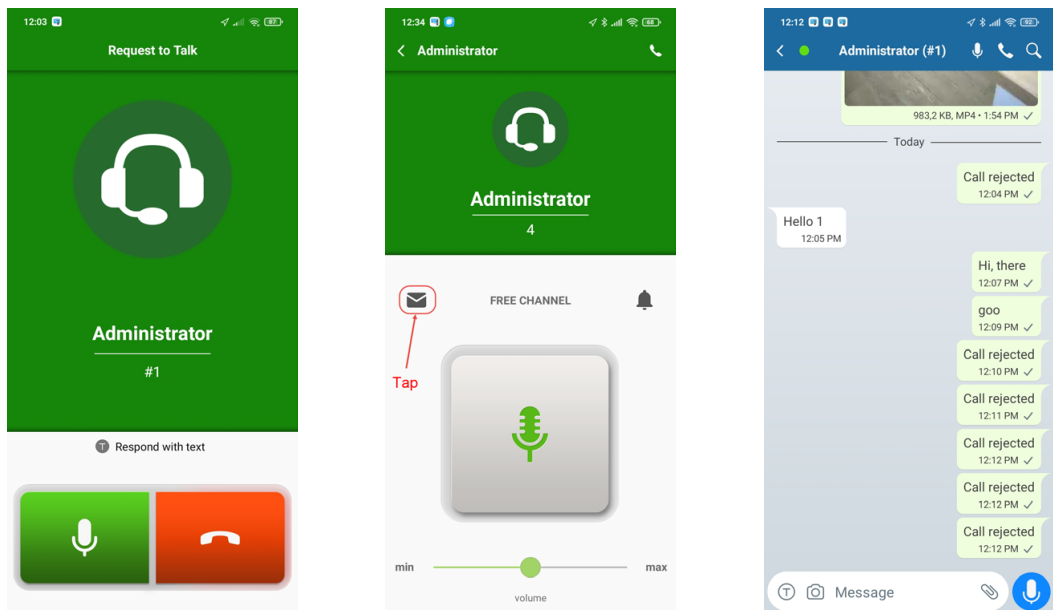 12:03
87
Request to Talk
Administrator
#1
T Respond with text
12:34
68
Administrator
Administrator
4
FREE CHANNEL
Tap
min
max
volume
12:12
92
Administrator (#1)
983,2 KB, MP4 • 1:54 PM ✓
Today
Call rejected
12:04 PM ✓
Hello 1
12:05 PM
Hi, there
12:07 PM ✓
goo
12:09 PM ✓
Call rejected
12:10 PM ✓
Call rejected
12:11 PM ✓
Call rejected
12:12 PM ✓
Call rejected
12:12 PM ✓
Call rejected
12:12 PM ✓
T Message